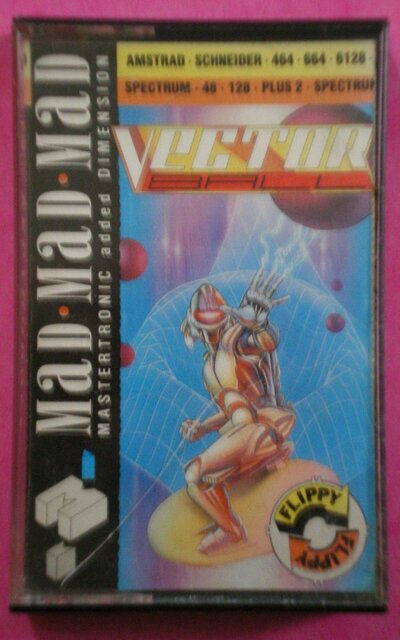 AMSTRAD · SCHNEIDER · 464 · 664 · 6128 ·
SPECTRUM · 48 · 128 · PLUS 2 · SPECTRUM
VECTOR
BALL
MAD·MAD·MAD
MASTERTRONIC added DIMENSION
FLIPPY
FLIPPY